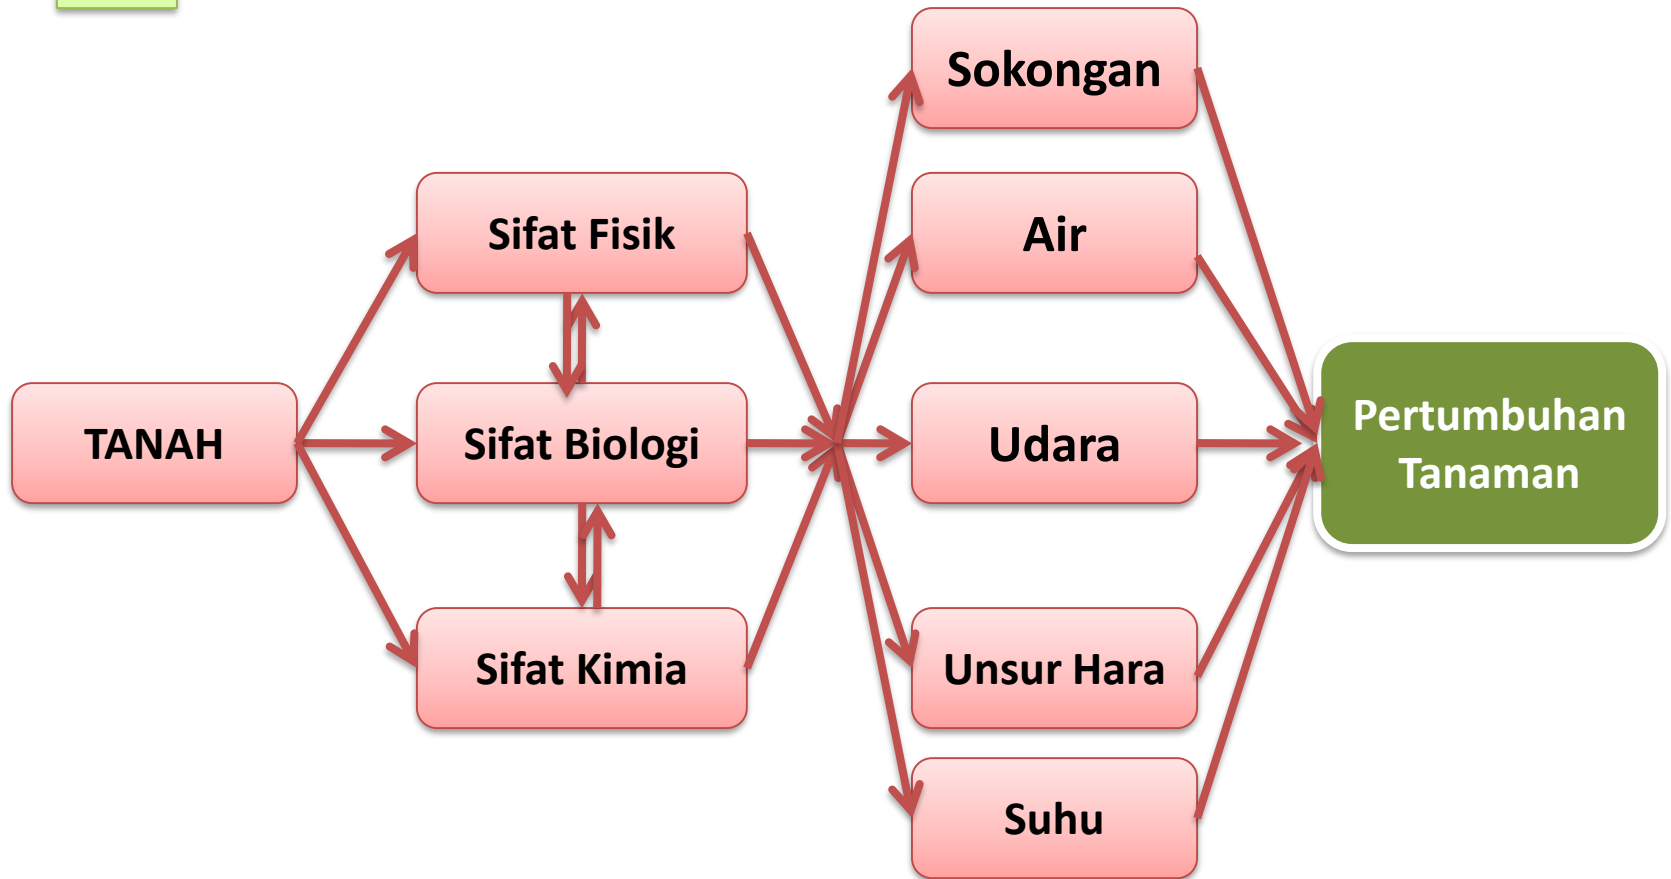 TANAH
Sifat Fisik
Sifat Biologi
Sifat Kimia
Sokongan
Air
Udara
Unsur Hara
Suhu
Pertumbuhan
Tanaman